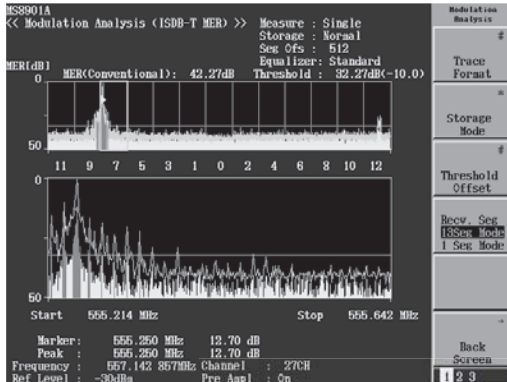 MS8901A
<< Modulation Analysis (ISDB-T MER) >> Measure : Single
Storage : Normal
Seg Ofs : 512
Equalizer: Standard
MER[dB] MER(Conventional): 42.27dB Threshold : 32.27dB(-10.0)
0
50
11 9 7 5 3 1 0 2 4 6 8 10 12
0
50
Start 555.214 MHz Stop 555.642 MHz
Marker: 555.250 MHz 12.70 dB
Peak : 555.250 MHz 12.70 dB
Frequency : 557.142 857MHz Channel : 27CH
Ref Level : -30dBm Pre Ampl : On
Modulation
Analysis
#
Trace
Format
Storage
Mode
#
Threshold
Offset
Recv. Seg
13Seg Mode
1 Seg Mode
→
Back
Screen
1 2 3